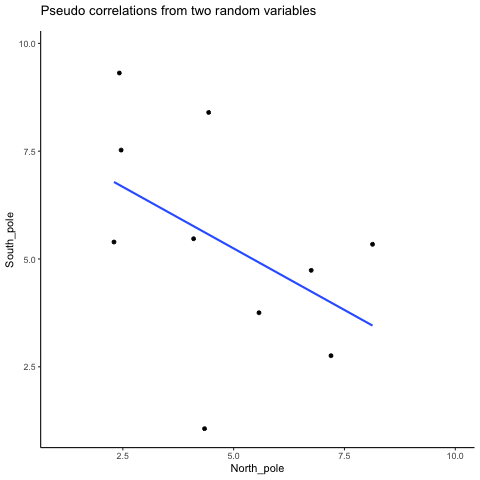 Pseudo correlations from two random variables
10.0
7.5
5.0
2.5
South_pole
2.5 5.0 7.5 10.0
North_pole